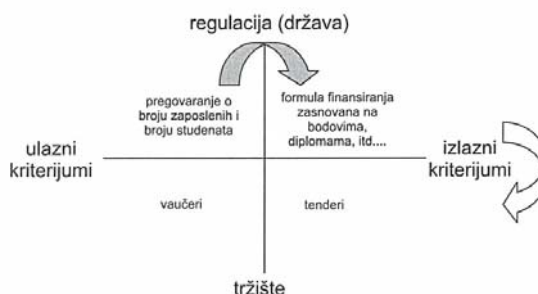 regulacija (država)
pregovaranje o
broju zaposlenih i
broju studenata
formula finansiranja
zasnovana na
bodovima,
diplomama, itd....
ulazni
kriterijumi
izlazni
kriterijumi
vaučeri
tenderi
tržište